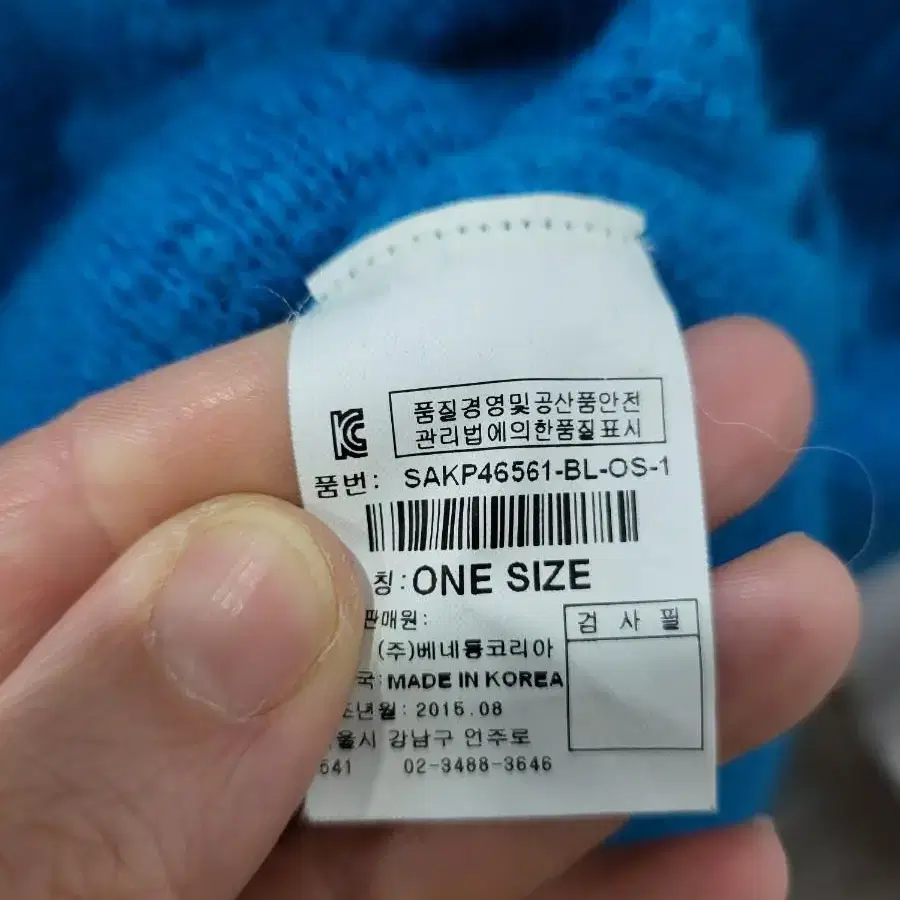 품질경영및공산품안전
관리법에의한품질표시
KC
품번: SAKP46561-BL-OS-1
칭: ONE SIZE
판매원:
검 사 필
(주)베네통코리아
국: MADE IN KOREA
조년월: 2015.08
울시 강남구 언주로
541 02-3488-3646